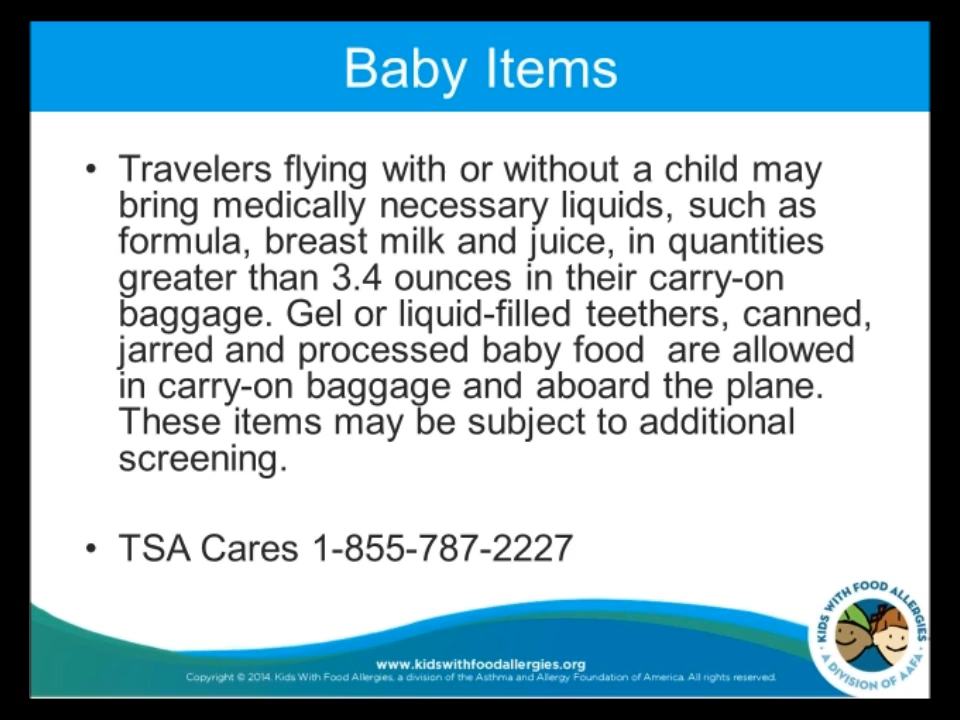 Baby Items
• Travelers flying with or without a child may
bring medically necessary liquids, such as
formula, breast milk and juice, in quantities
greater than 3.4 ounces in their carry-on
baggage. Gel or liquid-filled teethers, canned,
jarred and processed baby food  are allowed
in carry-on baggage and aboard the plane.
These items may be subject to additional
screening.
• TSA Cares 1-855-787-2227
KIDS WITH FOOD ALLERGIES
· A DIVISION OF AAFA ·
www.kidswithfoodallergies.org
Copyright © 2014. Kids With Food Allergies, a division of the Asthma and Allergy Foundation of America. All rights reserved.